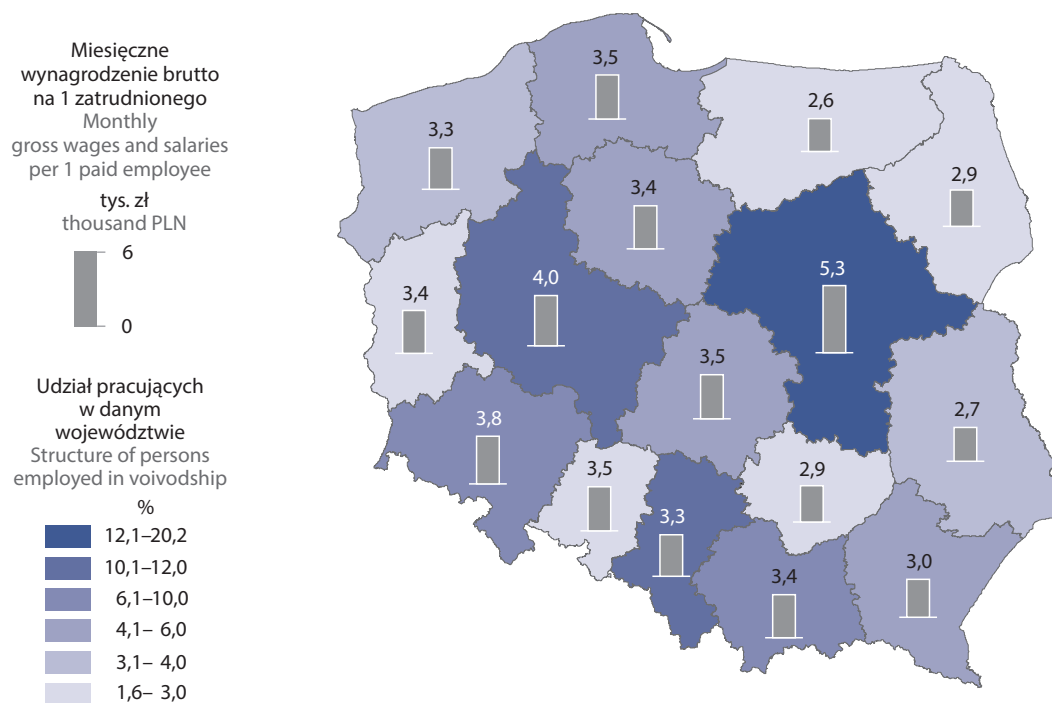 Miesięczne
wynagrodzenie brutto
na 1 zatrudnionego
Monthly
gross wages and salaries
per 1 paid employee
tys. zł
thousand PLN
6
0
Udział pracujących
w danym
województwie
Structure of persons
employed in voivodship
%
12,1–20,2
10,1–12,0
6,1–10,0
4,1– 6,0
3,1– 4,0
1,6– 3,0
3,5
2,6
3,3
2,9
3,4
5,3
4,0
3,4
3,5
2,7
3,8
3,5
2,9
3,3
3,0
3,4